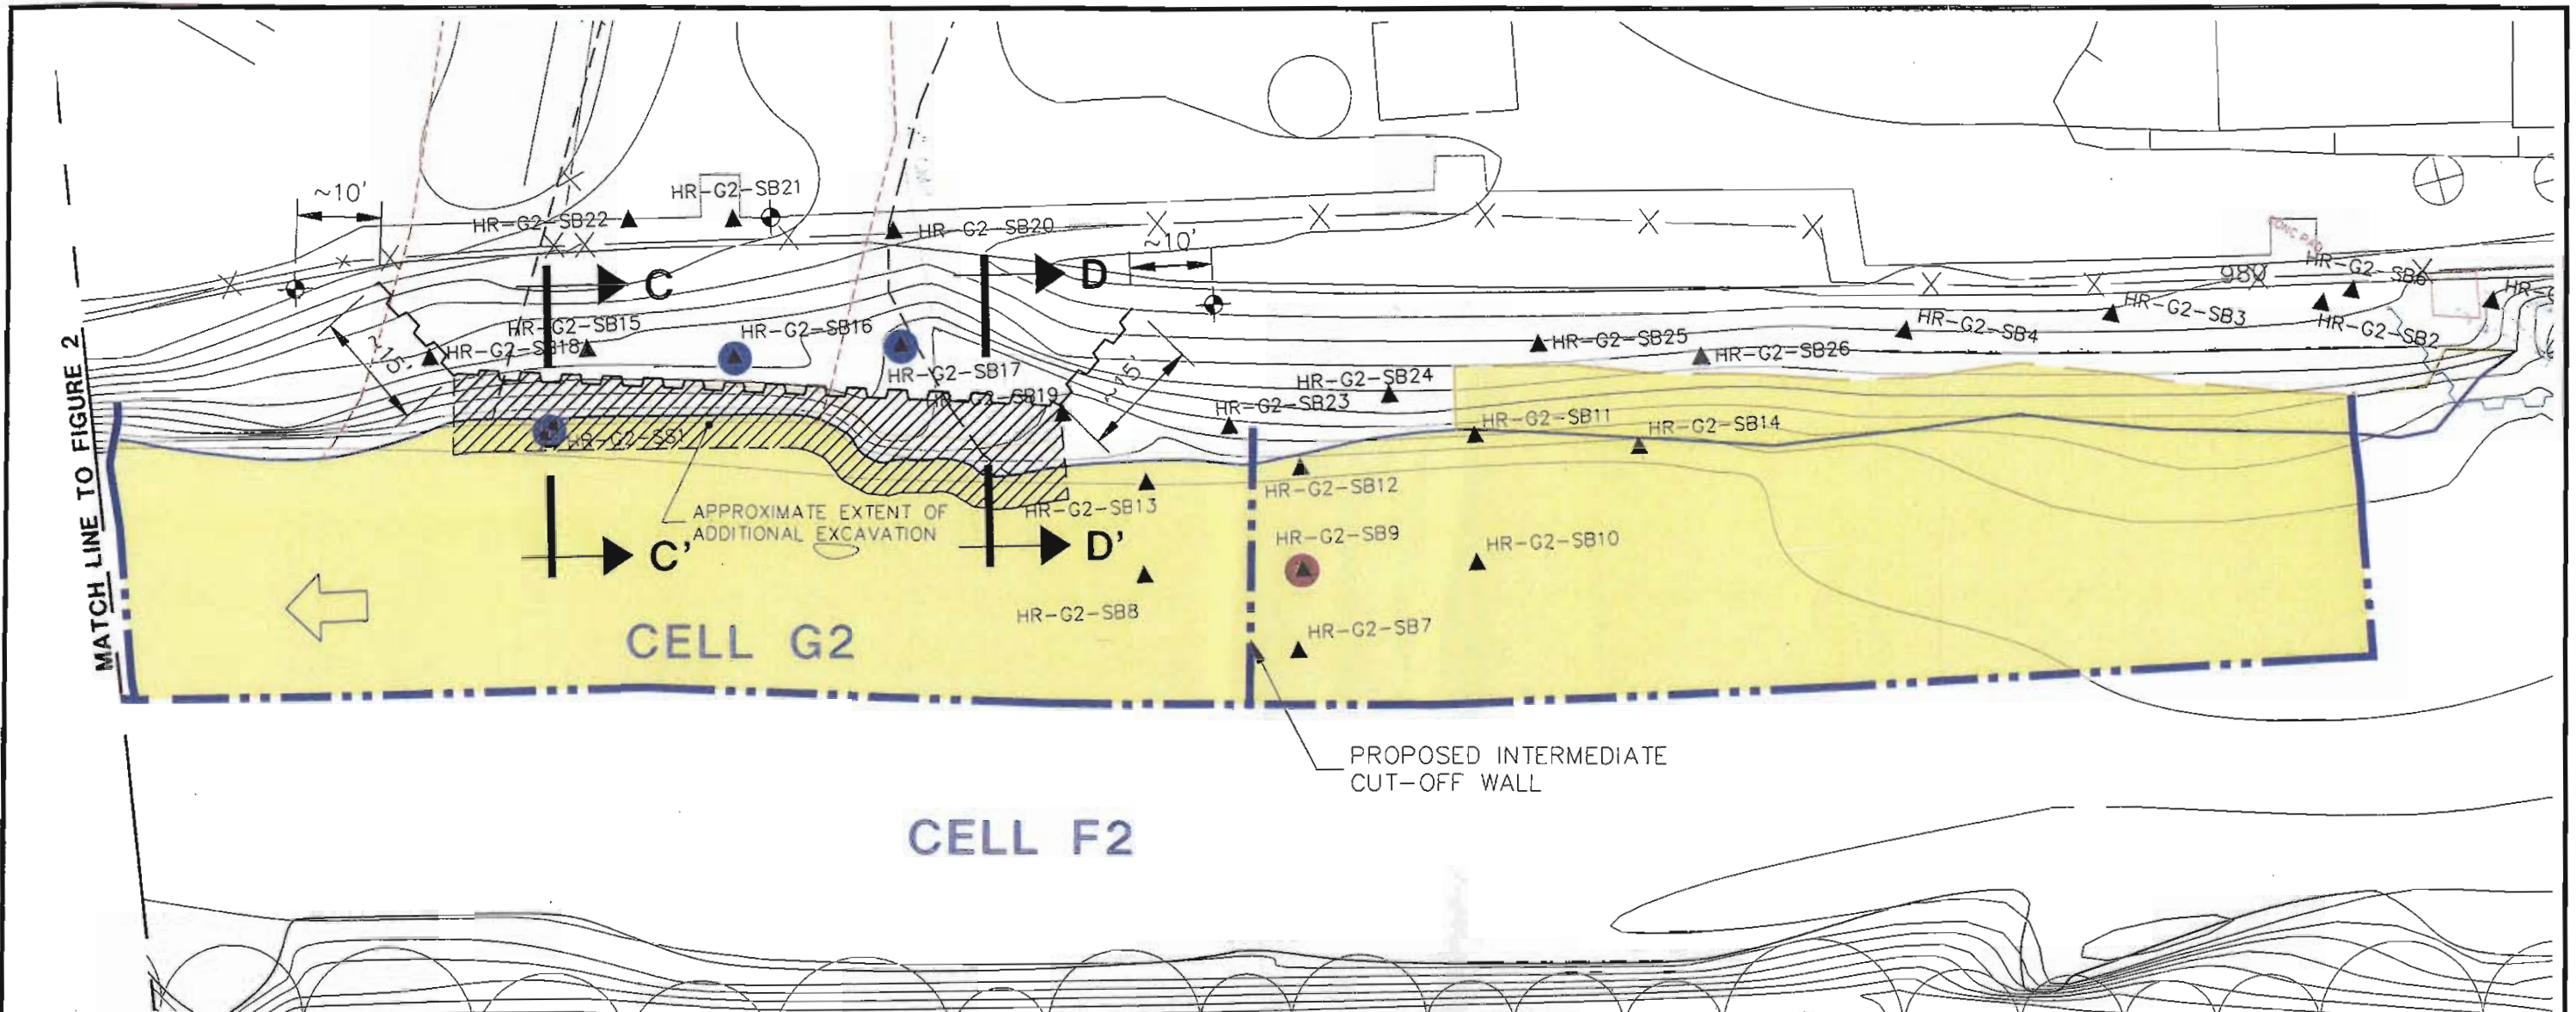 ~10'
HR-G2-SB21
HR-G2-SB22
HR-G2-SB20
~10'
C
D
980
CONC PAD
HR-G2-SB6
HR-G2-SB15
HR-G2-SB16
HR-G2-SB3
HR-G2-SB4
HR-G2-SB2
HR-G2-SB25
HR-G2-SB26
HR-G2-SB18
~15'
HR-G2-SB17
HR-G2-SB24
~15'
HR-G2-SB19
HR-G2-SB23
HR-G2-SB11
HR-G2-SB14
HR-G2-SB1
MATCH LINE TO FIGURE 2
HR-G2-SB12
HR-G2-SB13
APPROXIMATE EXTENT OF
ADDITIONAL EXCAVATION
HR-G2-SB9
HR-G2-SB10
C'
D'
HR-G2-SB8
HR-G2-SB7
CELL G2
PROPOSED INTERMEDIATE
CUT-OFF WALL
CELL F2